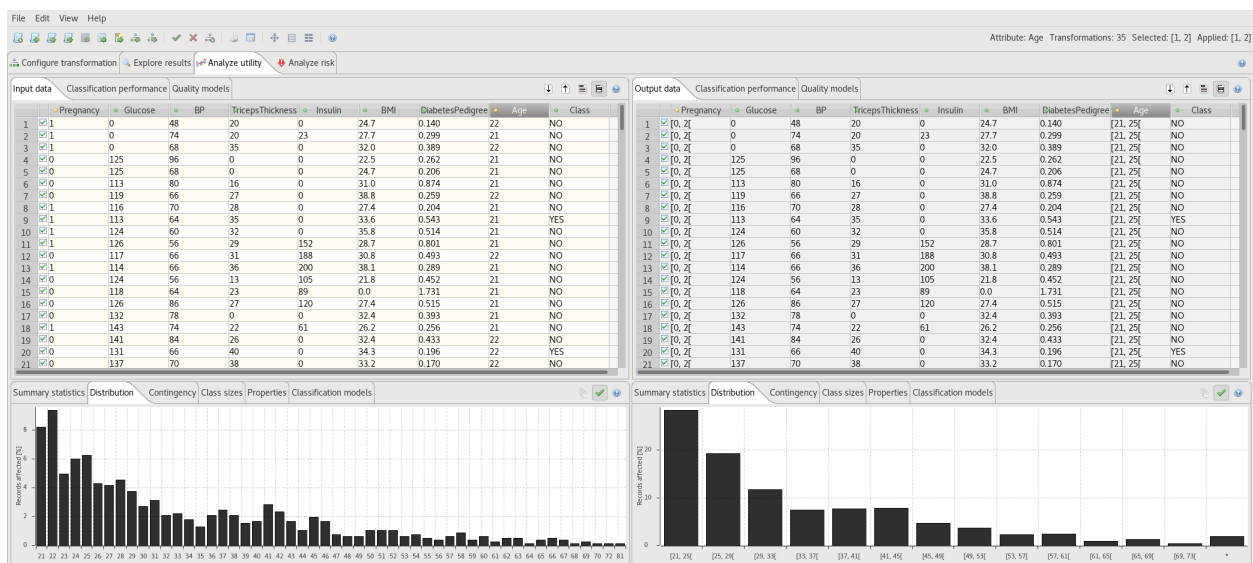 File Edit View Help
Attribute: Age Transformations: 35 Selected: [1, 2] Applied: [1, 2]
Configure transformation Explore results Analyze utility Analyze risk
Input data Classification performance Quality models
Pregnancy Glucose BP TricepsThickness Insulin BMI DiabetesPedigree Age Class
1 1 0 48 20 0 24.7 0.140 22 NO
2 1 0 74 20 23 27.7 0.299 21 NO
3 1 0 68 35 0 32.0 0.389 22 NO
4 0 125 96 0 0 22.5 0.262 21 NO
5 0 125 68 0 0 24.7 0.206 21 NO
6 0 113 80 16 0 31.0 0.874 21 NO
7 0 119 66 27 0 38.8 0.259 22 NO
8 1 116 70 28 0 27.4 0.204 21 NO
9 1 113 64 35 0 33.6 0.543 21 YES
10 1 124 60 32 0 35.8 0.514 21 NO
11 1 126 56 29 152 28.7 0.801 21 NO
12 0 117 66 31 188 30.8 0.493 22 NO
13 1 114 66 36 200 38.1 0.289 21 NO
14 0 124 56 13 105 21.8 0.452 21 NO
15 0 118 64 23 89 0.0 1.731 21 NO
16 0 126 86 27 120 27.4 0.515 21 NO
17 0 132 78 0 0 32.4 0.393 21 NO
18 1 143 74 22 61 26.2 0.256 21 NO
19 0 141 84 26 0 32.4 0.433 22 NO
20 0 131 66 40 0 34.3 0.196 22 YES
21 0 137 70 38 0 33.2 0.170 22 NO
Output data Classification performance Quality models
Pregnancy Glucose BP TricepsThickness Insulin BMI DiabetesPedigree Age Class
1 [0, 2[ 0 48 20 0 24.7 0.140 [21, 25[ NO
2 [0, 2[ 0 74 20 23 27.7 0.299 [21, 25[ NO
3 [0, 2[ 0 68 35 0 32.0 0.389 [21, 25[ NO
4 [0, 2[ 125 96 0 0 22.5 0.262 [21, 25[ NO
5 [0, 2[ 125 68 0 0 24.7 0.206 [21, 25[ NO
6 [0, 2[ 113 80 16 0 31.0 0.874 [21, 25[ NO
7 [0, 2[ 119 66 27 0 38.8 0.259 [21, 25[ NO
8 [0, 2[ 116 70 28 0 27.4 0.204 [21, 25[ NO
9 [0, 2[ 113 64 35 0 33.6 0.543 [21, 25[ YES
10 [0, 2[ 124 60 32 0 35.8 0.514 [21, 25[ NO
11 [0, 2[ 126 56 29 152 28.7 0.801 [21, 25[ NO
12 [0, 2[ 117 66 31 188 30.8 0.493 [21, 25[ NO
13 [0, 2[ 114 66 36 200 38.1 0.289 [21, 25[ NO
14 [0, 2[ 124 56 13 105 21.8 0.452 [21, 25[ NO
15 [0, 2[ 118 64 23 89 0.0 1.731 [21, 25[ NO
16 [0, 2[ 126 86 27 120 27.4 0.515 [21, 25[ NO
17 [0, 2[ 132 78 0 0 32.4 0.393 [21, 25[ NO
18 [0, 2[ 143 74 22 61 26.2 0.256 [21, 25[ NO
19 [0, 2[ 141 84 26 0 32.4 0.433 [21, 25[ NO
20 [0, 2[ 131 66 40 0 34.3 0.196 [21, 25[ YES
21 [0, 2[ 137 70 38 0 33.2 0.170 [21, 25[ NO
Summary statistics Distribution Contingency Class sizes Properties Classification models
Records affected [%]
8
6
4
2
0
21 22 23 24 25 26 27 28 29 30 31 32 33 34 35 36 37 38 39 40 41 42 43 44 45 46 47 48 49 50 51 52 53 54 55 56 57 58 59 60 61 62 63 64 65 66 67 68 69 70 72 81
Summary statistics Distribution Contingency Class sizes Properties Classification models
Records affected [%]
20
10
0
[21, 25[ [25, 29[ [29, 33[ [33, 37[ [37, 41[ [41, 45[ [45, 49[ [49, 53[ [53, 57[ [57, 61[ [61, 65[ [65, 69[ [69, 73[ *